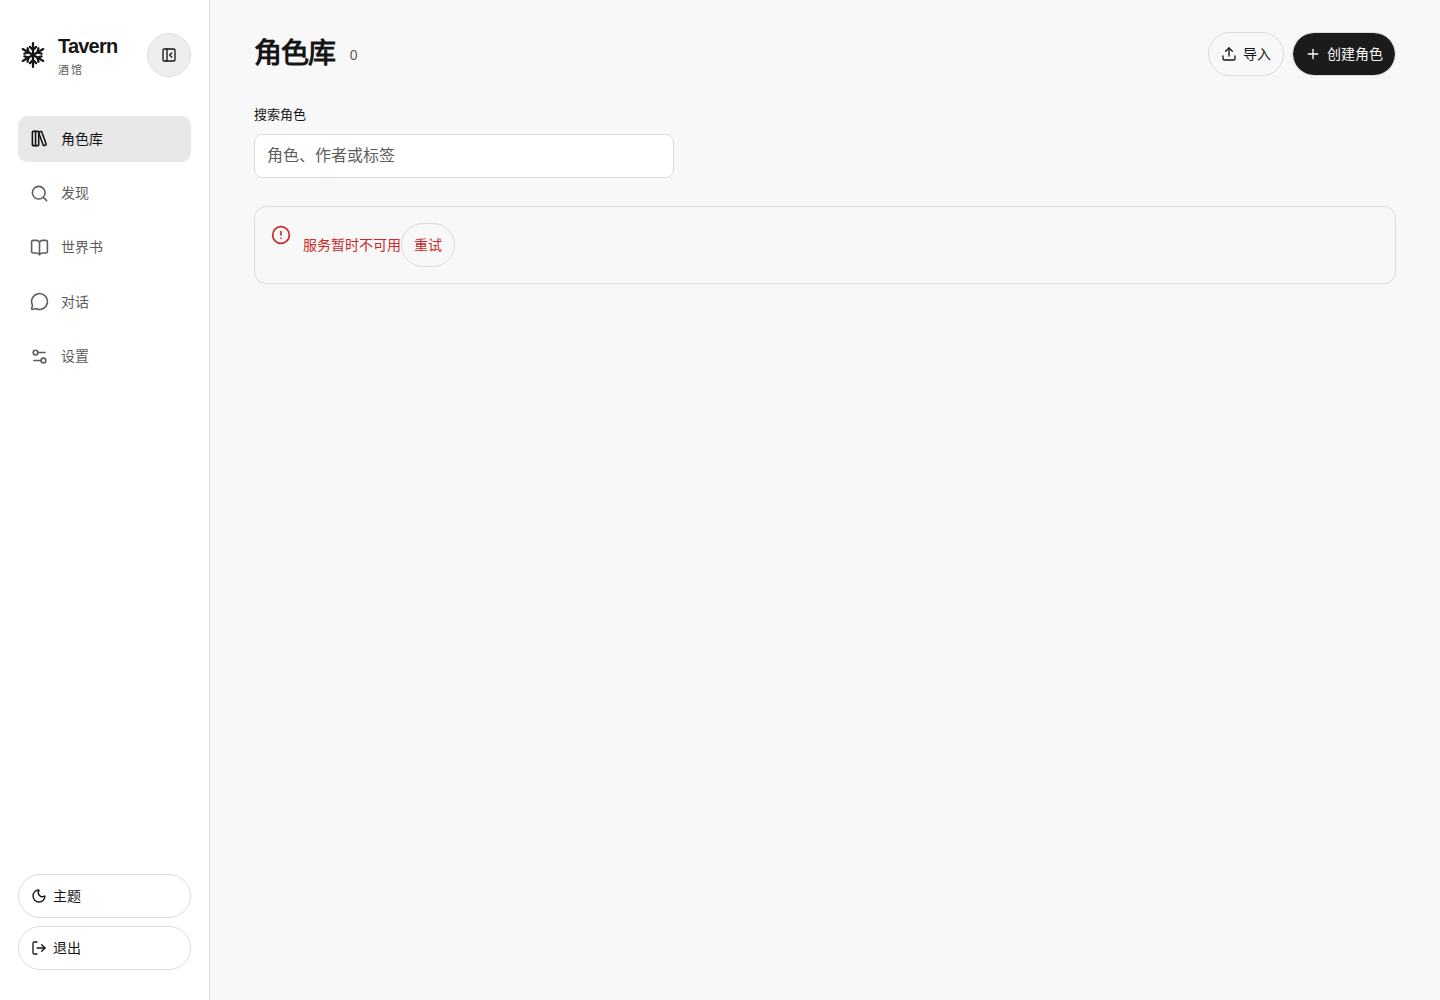 Tavern
酒馆
角色库
发现
世界书
对话
设置
主题
退出
角色库 0
导入
创建角色
搜索角色
角色、作者或标签
服务暂时不可用 重试